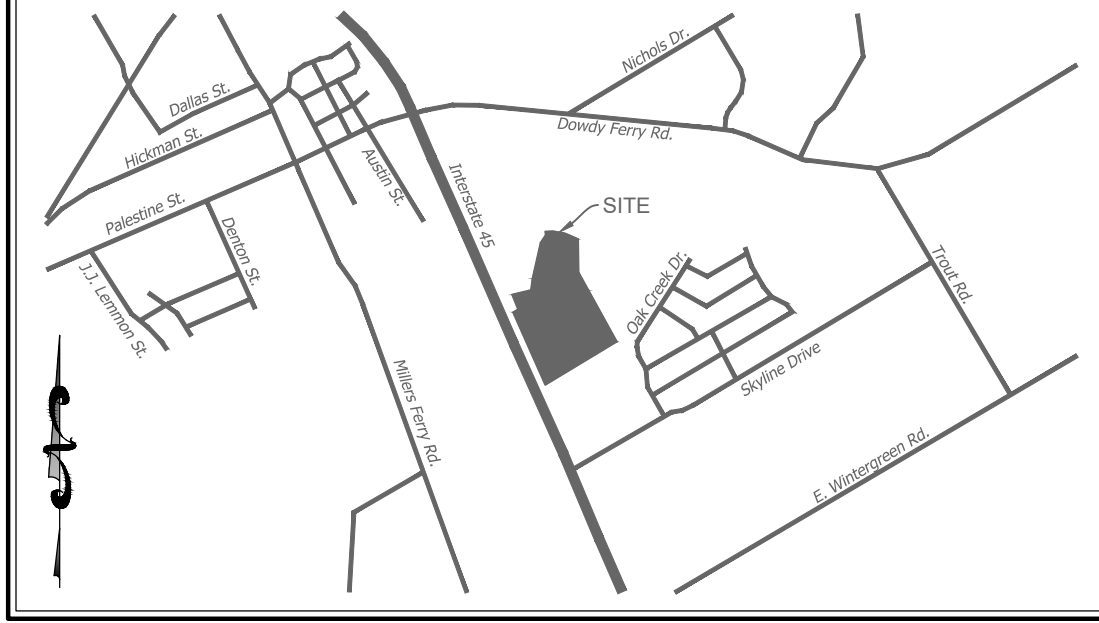 Nichols Dr.
Dallas St.
Dowdy Ferry Rd.
Hickman St.
Austin St.
Interstate 45
Palestine St.
SITE
Denton St.
J.J. Lemmon St.
Oak Creek Dr.
Trout Rd.
Skyline Drive
Millers Ferry Rd.
E. Wintergreen Rd.